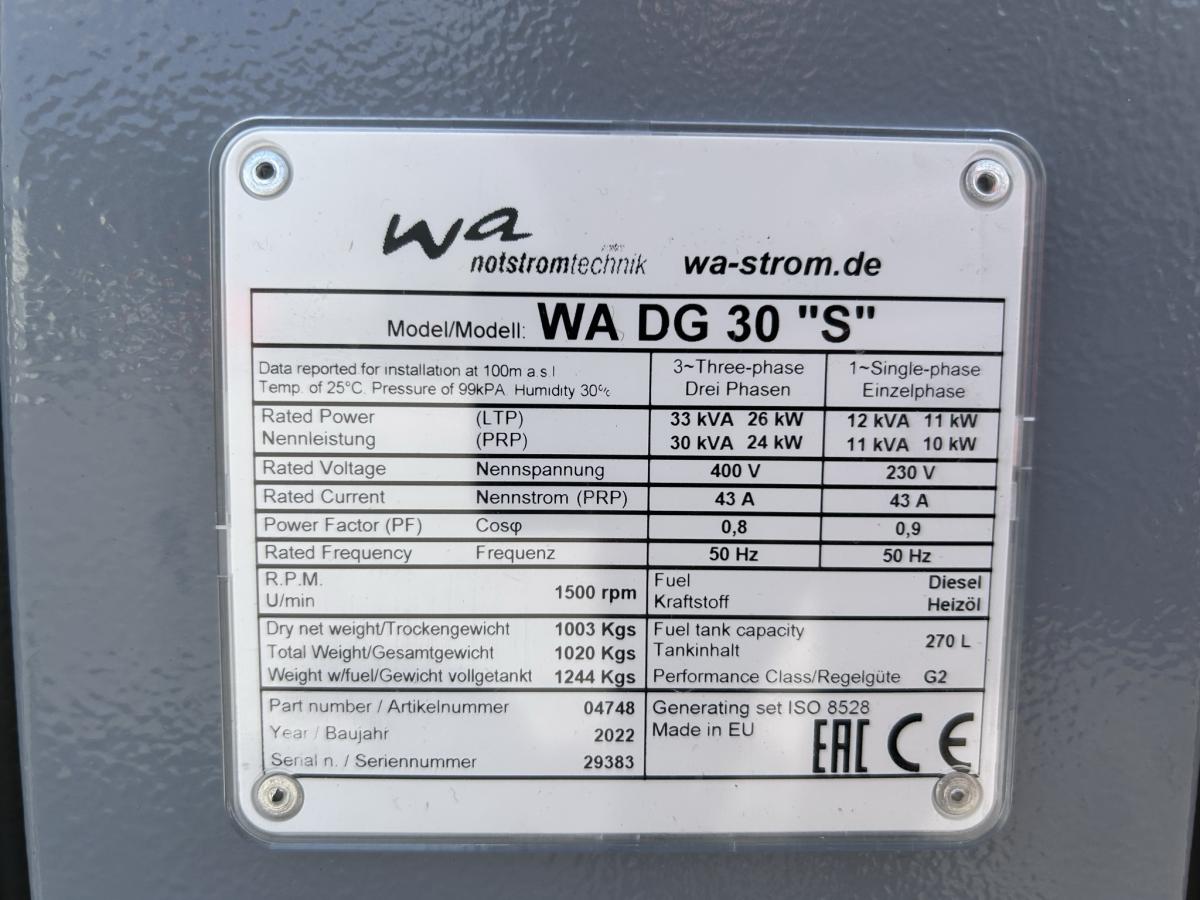 wa
notstromtechnik wa-strom.de
Model/Modell: WA DG 30 "S"
Data reported for installation at 100m a.s.l
Temp. of 25°C. Pressure of 99kPA. Humidity 30%
3~Three-phase
Drei Phasen
1~Single-phase
Einzelphase
Rated Power (LTP) 33 kVA 26 kW 12 kVA 11 kW
Nennleistung (PRP) 30 kVA 24 kW 11 kVA 10 kW
Rated Voltage Nennspannung 400 V 230 V
Rated Current Nennstrom (PRP) 43 A 43 A
Power Factor (PF) Cosφ 0,8 0,9
Rated Frequency Frequenz 50 Hz 50 Hz
R.P.M.
U/min 1500 rpm
Fuel Diesel
Kraftstoff Heizöl
Dry net weight/Trockengewicht 1003 Kgs
Total Weight/Gesamtgewicht 1020 Kgs
Weight w/fuel/Gewicht vollgetankt 1244 Kgs
Fuel tank capacity
Tankinhalt 270 L
Performance Class/Regelgüte G2
Part number / Artikelnummer 04748
Year / Baujahr 2022
Serial n. / Seriennummer 29383
Generating set ISO 8528
Made in EU
EAC CE